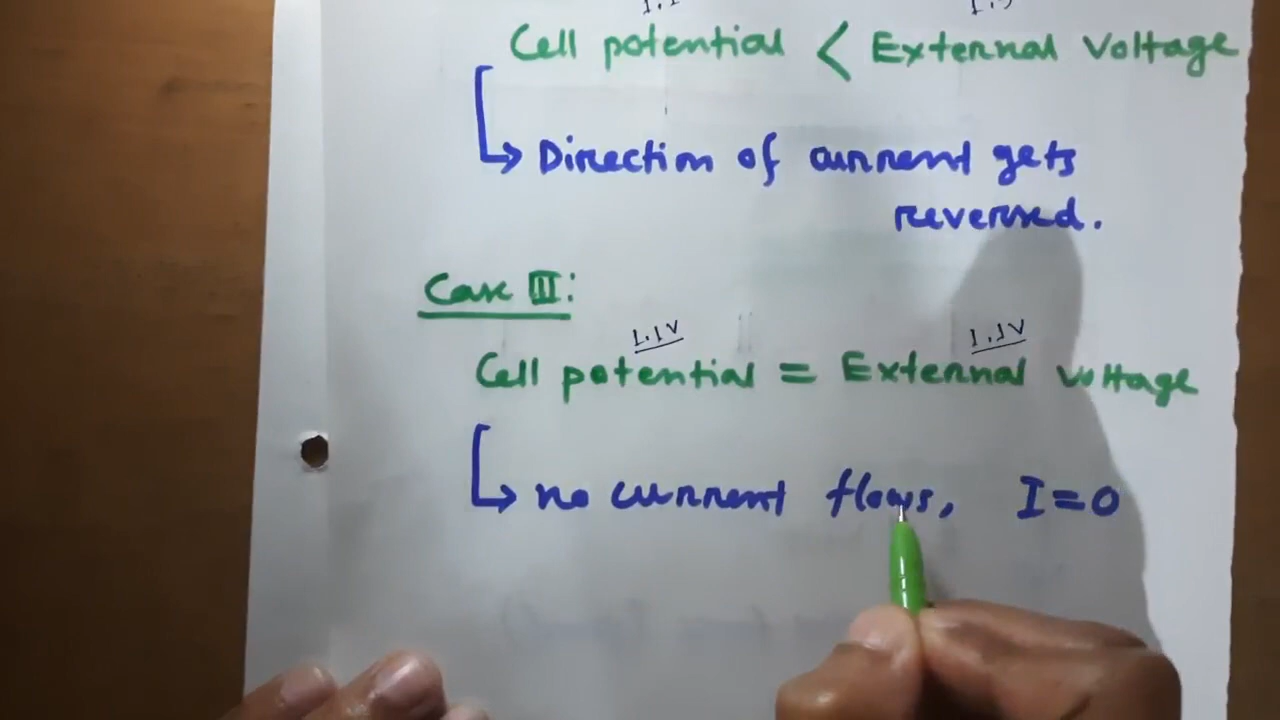 Cell potential < External Voltage
Direction of current gets
reversed.
Case III:
1.1V 1.1V
Cell potential = External voltage
no current flows, I=0